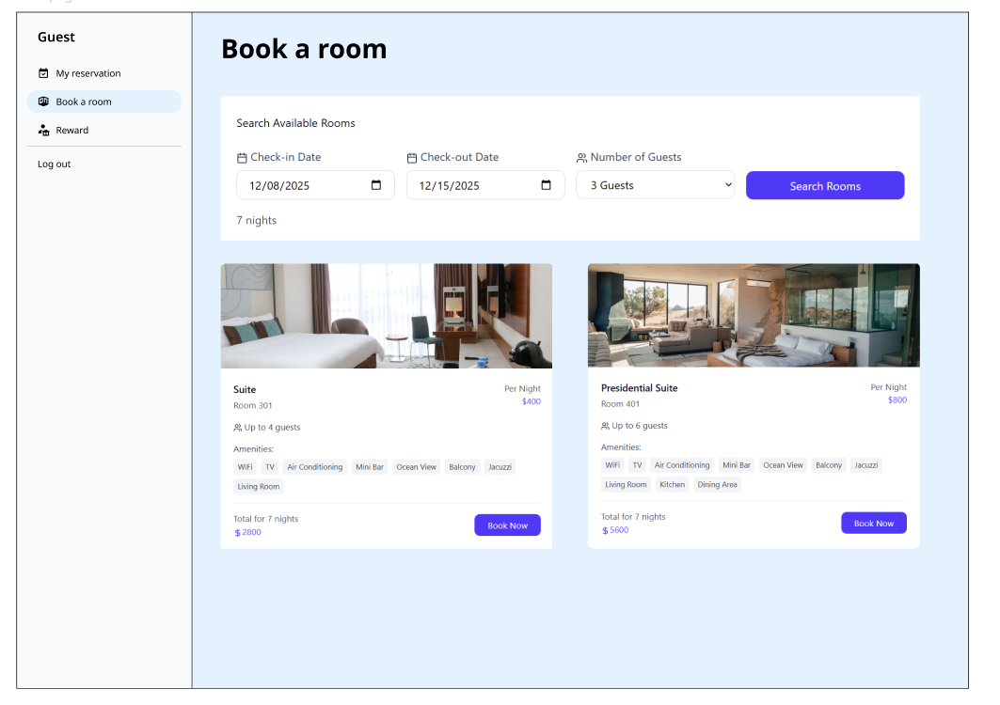 Guest
My reservation
Book a room
Reward
Log out
Book a room
Search Available Rooms
Check-in Date
Check-out Date
Number of Guests
12/08/2025
12/15/2025
3 Guests
Search Rooms
7 nights
Suite
Per Night
Room 301
$400
Up to 4 guests
Amenities:
WiFi TV Air Conditioning Mini Bar Ocean View Balcony Jacuzzi
Living Room
Total for 7 nights
$2800
Book Now
Presidential Suite
Per Night
Room 401
$800
Up to 6 guests
Amenities:
WiFi TV Air Conditioning Mini Bar Ocean View Balcony Jacuzzi
Living Room Kitchen Dining Area
Total for 7 nights
$5600
Book Now